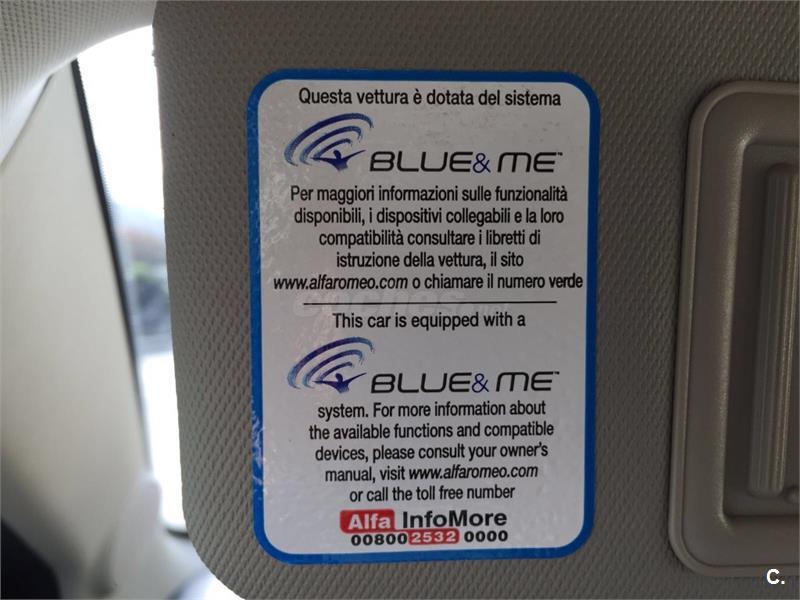 Questa vettura è dotata del sistema
BLUE&ME™
Per maggiori informazioni sulle funzionalità
disponibili, i dispositivi collegabili e la loro
compatibilità consultare i libretti di
istruzione della vettura, il sito
www.alfaromeo.com o chiamare il numero verde
coches.net
This car is equipped with a
BLUE&ME™
system. For more information about
the available functions and compatible
devices, please consult your owner's
manual, visit www.alfaromeo.com
or call the toll free number
Alfa InfoMore
00800 2532 0000
C.